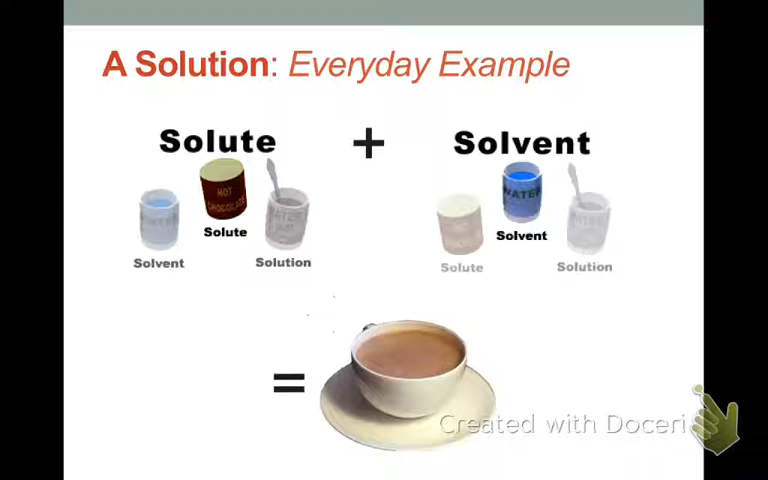 A Solution: Everyday Example
Solute + Solvent
HOT
CHOCOLATE
Solute
Solvent
Solution
WATER
Solvent
Solute
Solution
=
Created with Doceri